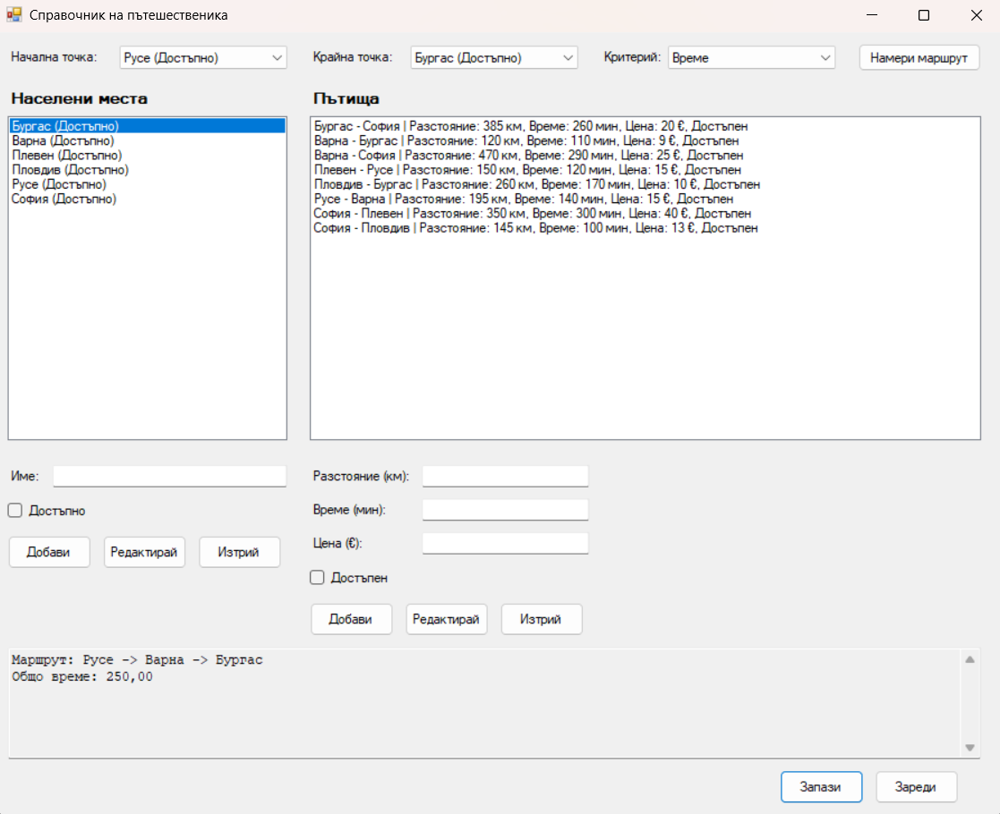 Справочник на пътешественика
Начална точка: Русе (Достъпно) Крайна точка: Бургас (Достъпно) Критерий: Време Намери маршрут
Населени места
Бургас (Достъпно)
Варна (Достъпно)
Плевен (Достъпно)
Пловдив (Достъпно)
Русе (Достъпно)
София (Достъпно)
Пътища
Бургас - София | Разстояние: 385 км, Време: 260 мин, Цена: 20 €, Достъпен
Варна - Бургас | Разстояние: 120 км, Време: 110 мин, Цена: 9 €, Достъпен
Варна - София | Разстояние: 470 км, Време: 290 мин, Цена: 25 €, Достъпен
Плевен - Русе | Разстояние: 150 км, Време: 120 мин, Цена: 15 €, Достъпен
Пловдив - Бургас | Разстояние: 260 км, Време: 170 мин, Цена: 10 €, Достъпен
Русе - Варна | Разстояние: 195 км, Време: 140 мин, Цена: 15 €, Достъпен
София - Плевен | Разстояние: 350 км, Време: 300 мин, Цена: 40 €, Достъпен
София - Пловдив | Разстояние: 145 км, Време: 100 мин, Цена: 13 €, Достъпен
Име:
Достъпно
Добави Редактирай Изтрий
Разстояние (км):
Време (мин):
Цена (€):
Достъпен
Добави Редактирай Изтрий
Маршрут: Русе -> Варна -> Бургас
Общо време: 250,00
Запази Зареди